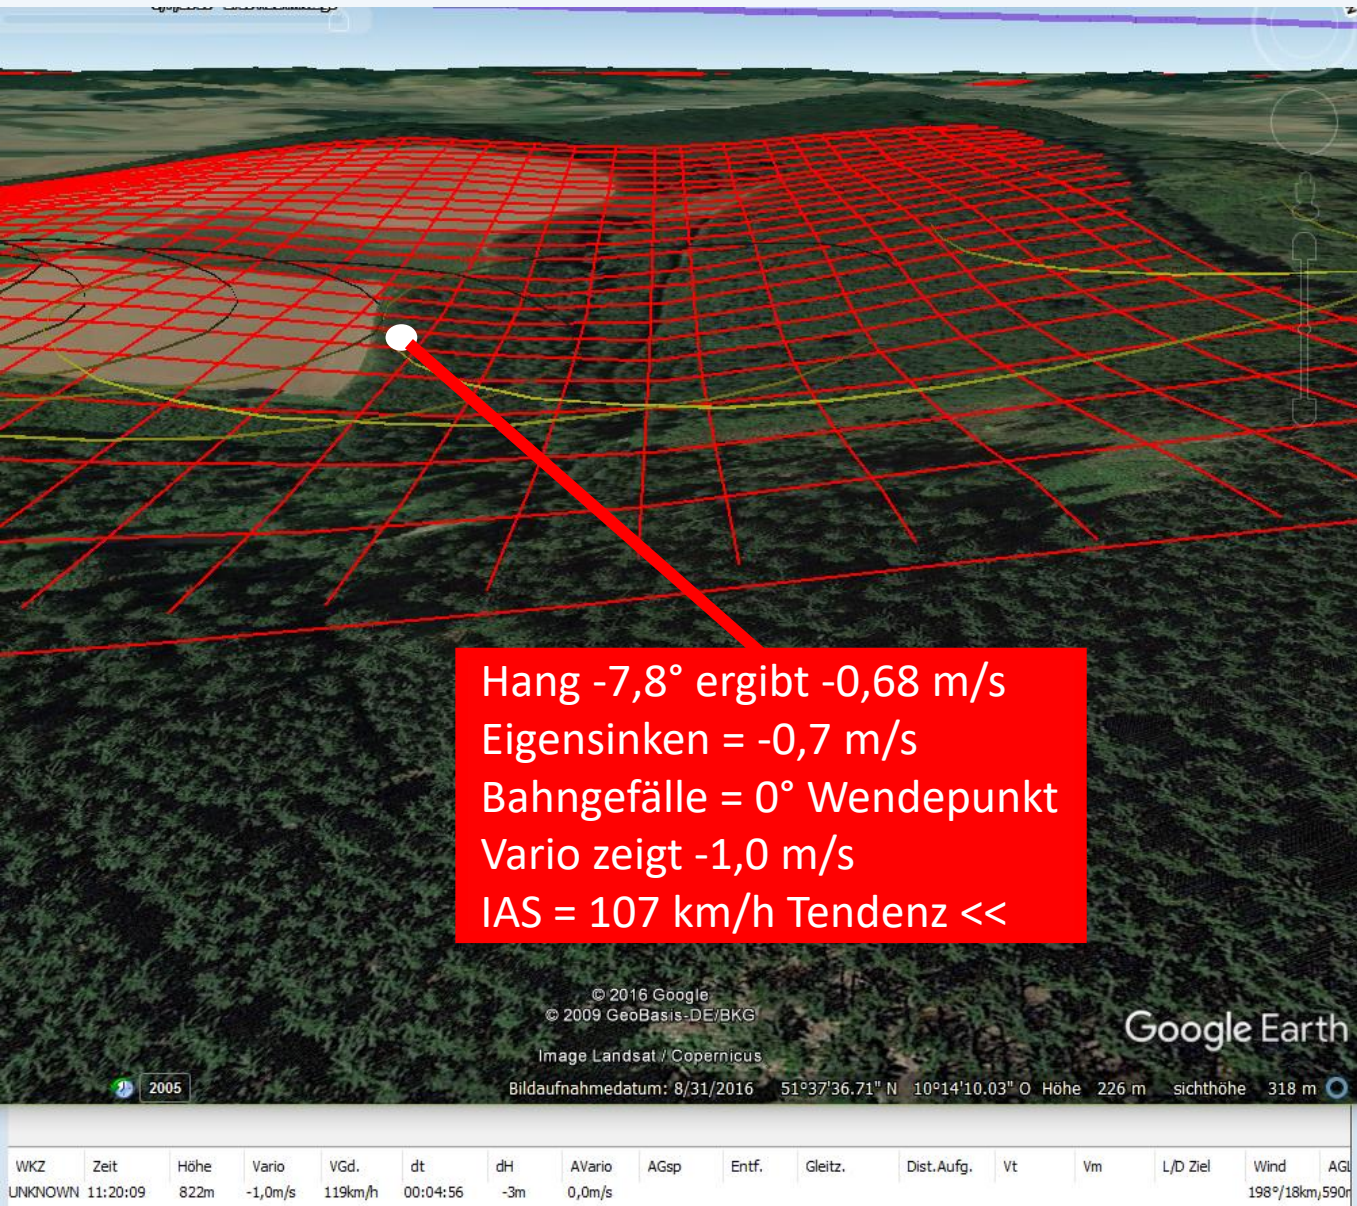 Hang -7,8° ergibt -0,68 m/s
Eigensinken = -0,7 m/s
Bahngefälle = 0° Wendepunkt
Vario zeigt -1,0 m/s
IAS = 107 km/h Tendenz <<
© 2016 Google
© 2009 GeoBasis-DE/BKG
Google Earth
Image Landsat / Copernicus
2005
Bildaufnahmedatum: 8/31/2016 51°37'36.71" N 10°14'10.03" O Höhe 226 m sichthöhe 318 m
WKZ Zeit Höhe Vario VGd. dt dH AVario AGsp Entf. Gleitz. Dist.Aufg. Vt Vm L/D Ziel Wind AGL
UNKNOWN 11:20:09 822m -1,0m/s 119km/h 00:04:56 -3m 0,0m/s 198°/18km/ 590m